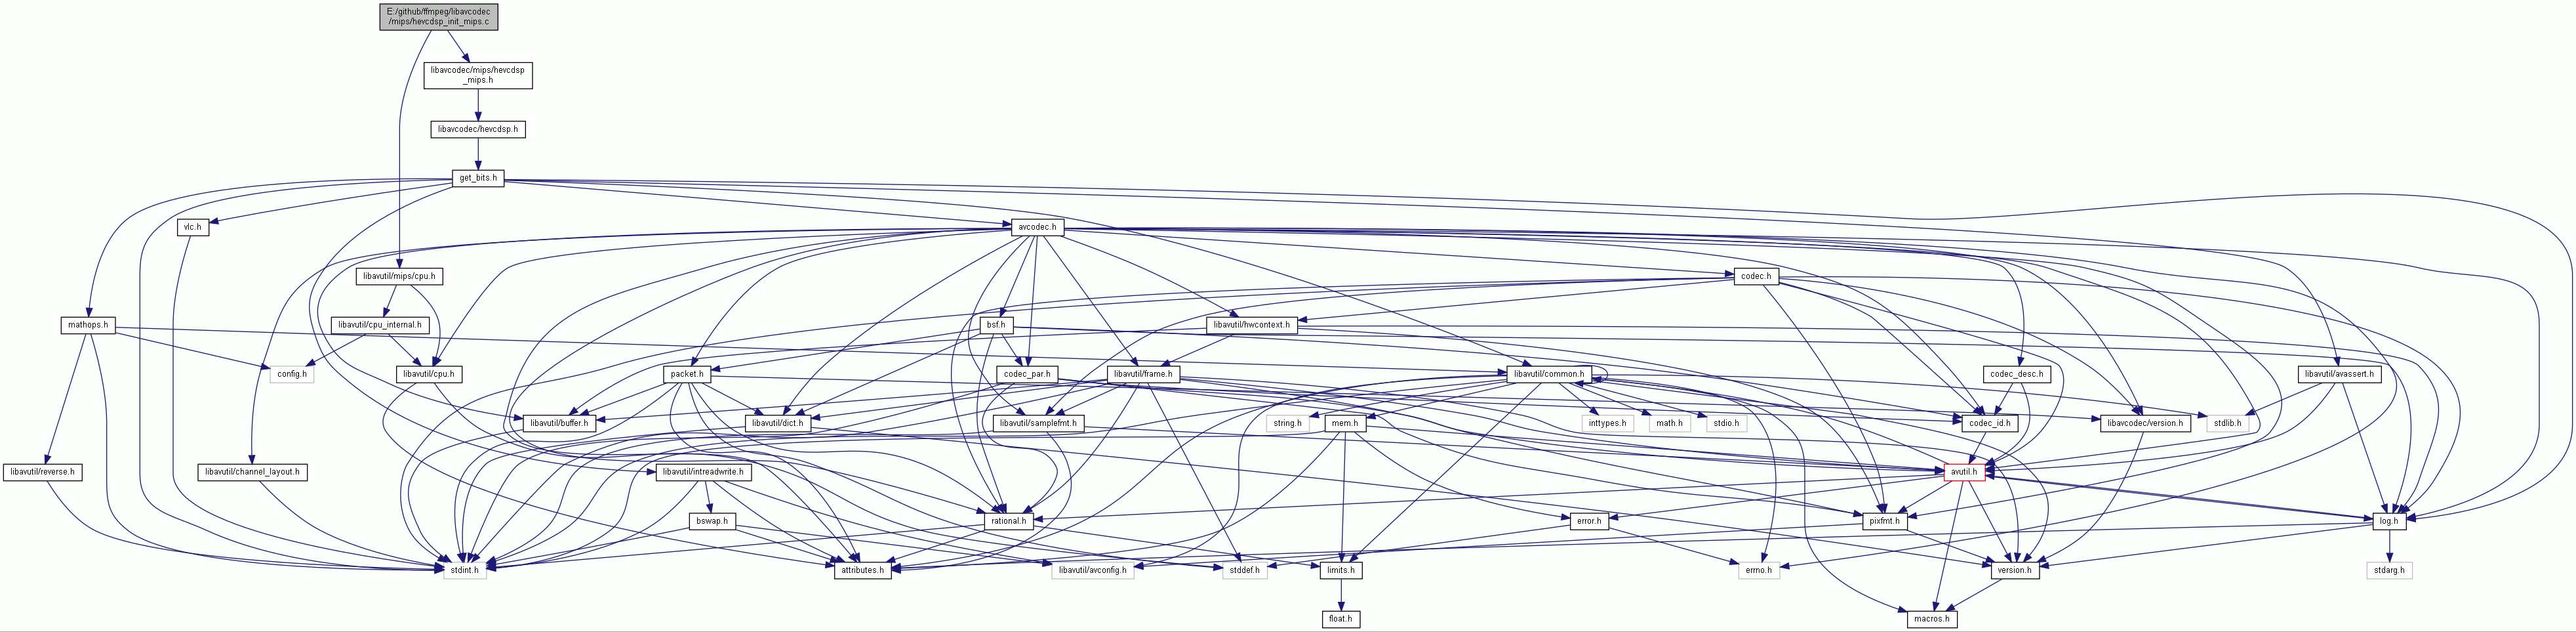 E:/github/ffmpeg/libavcodec
/mips/hevcdsp_init_mips.c
libavcodec/mips/hevcdsp
_mips.h
libavcodec/hevcdsp.h
get_bits.h
vlc.h
avcodec.h
libavutil/mips/cpu.h
codec.h
mathops.h
libavutil/cpu_internal.h
bsf.h
libavutil/hwcontext.h
config.h
libavutil/cpu.h
packet.h
codec_par.h
libavutil/frame.h
libavutil/common.h
codec_desc.h
libavutil/avassert.h
libavutil/buffer.h
libavutil/dict.h
libavutil/samplefmt.h
string.h
mem.h
inttypes.h
math.h
stdio.h
codec_id.h
libavcodec/version.h
stdlib.h
libavutil/reverse.h
libavutil/channel_layout.h
libavutil/intreadwrite.h
avutil.h
bswap.h
rational.h
error.h
pixfmt.h
log.h
stdint.h
attributes.h
libavutil/avconfig.h
stddef.h
limits.h
errno.h
version.h
stdarg.h
float.h
macros.h